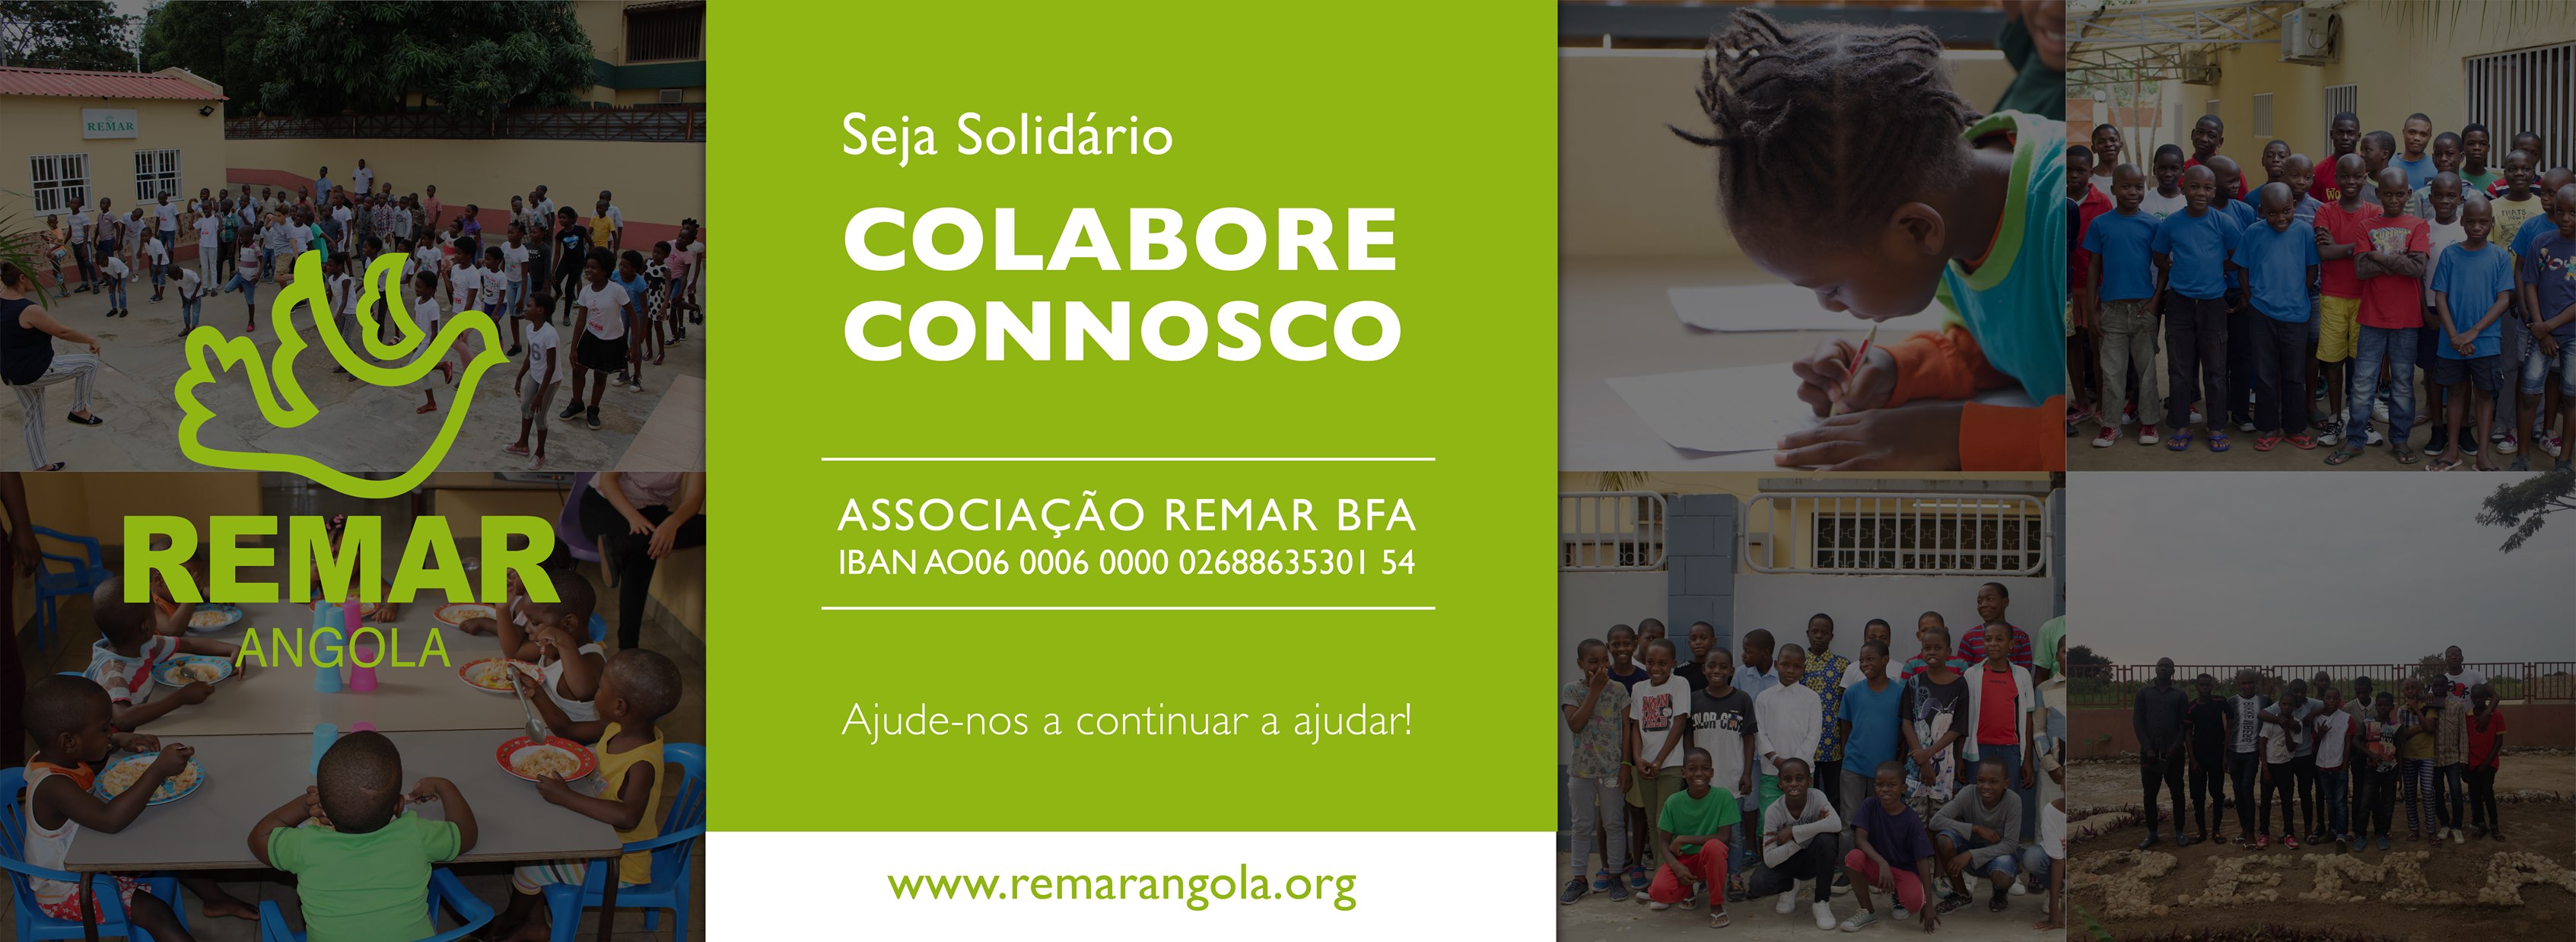 REMAR
REMAR
ANGOLA
Seja Solidário
COLABORE
CONNOSCO
ASSOCIAÇÃO REMAR BFA
IBAN AO06 0006 0000 02688635301 54
Ajude-nos a continuar a ajudar!
www.remarangola.org